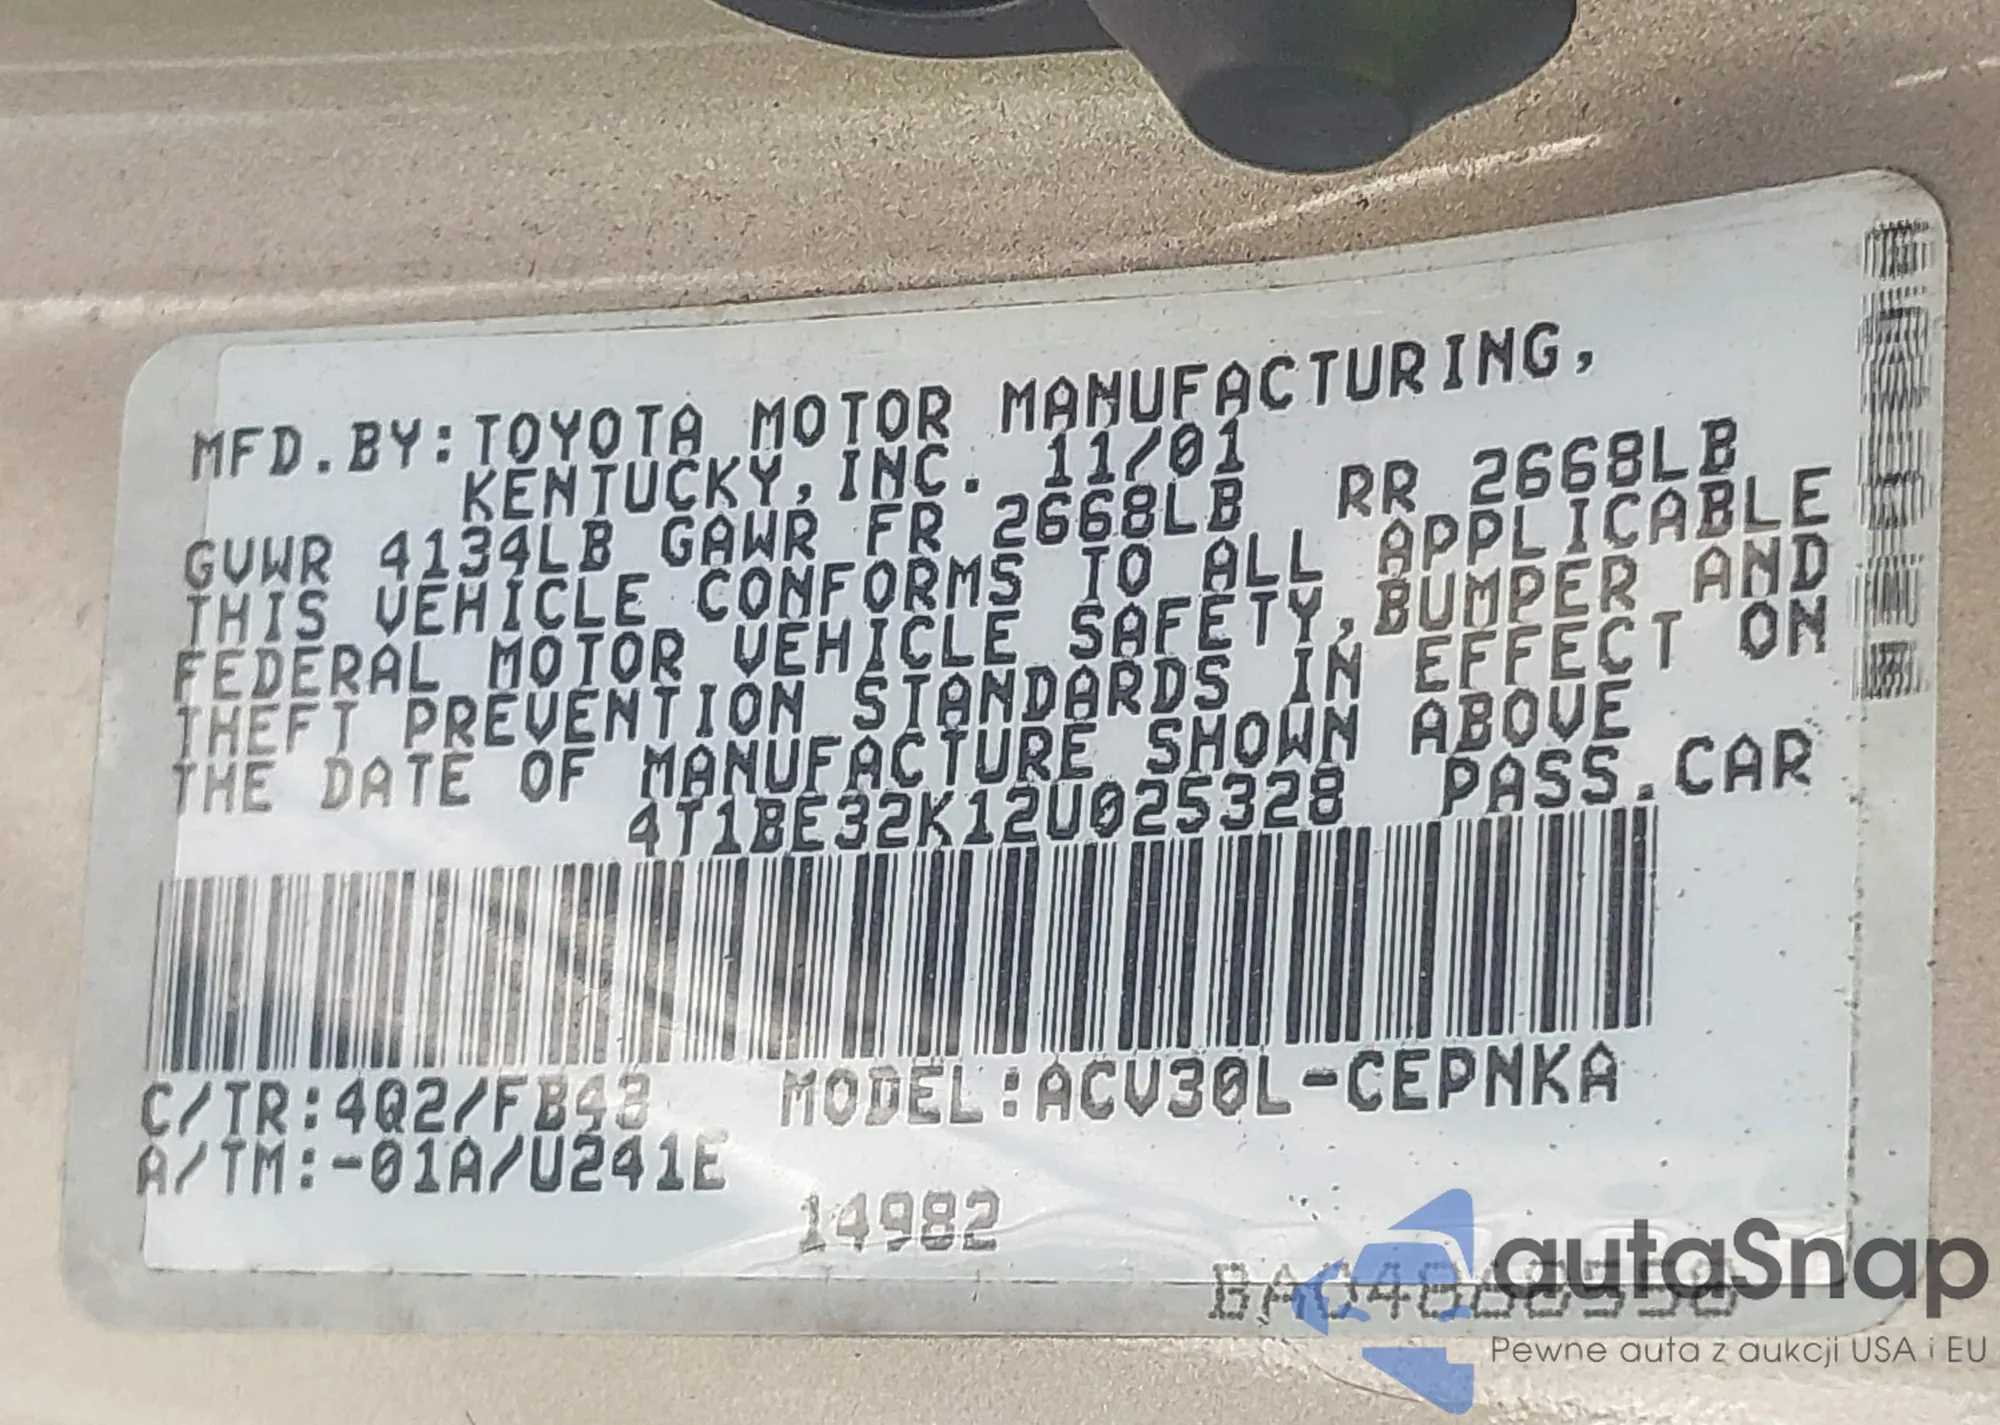 MFD.BY:TOYOTA MOTOR MANUFACTURING,
KENTUCKY,INC. 11/01
GVWR 4134LB GAWR FR 2668LB RR 2668LB
THIS VEHICLE CONFORMS TO ALL APPLICABLE
FEDERAL MOTOR VEHICLE SAFETY,BUMPER AND
THEFT PREVENTION STANDARDS IN EFFECT ON
THE DATE OF MANUFACTURE SHOWN ABOVE
4T1BE32K12U025328 PASS.CAR
C/TR:4Q2/FB43 MODEL:ACV30L-CEPNKA
A/TM:-01A/U241E
14982
autaSnap
Pewne auta z aukcji USA i EU